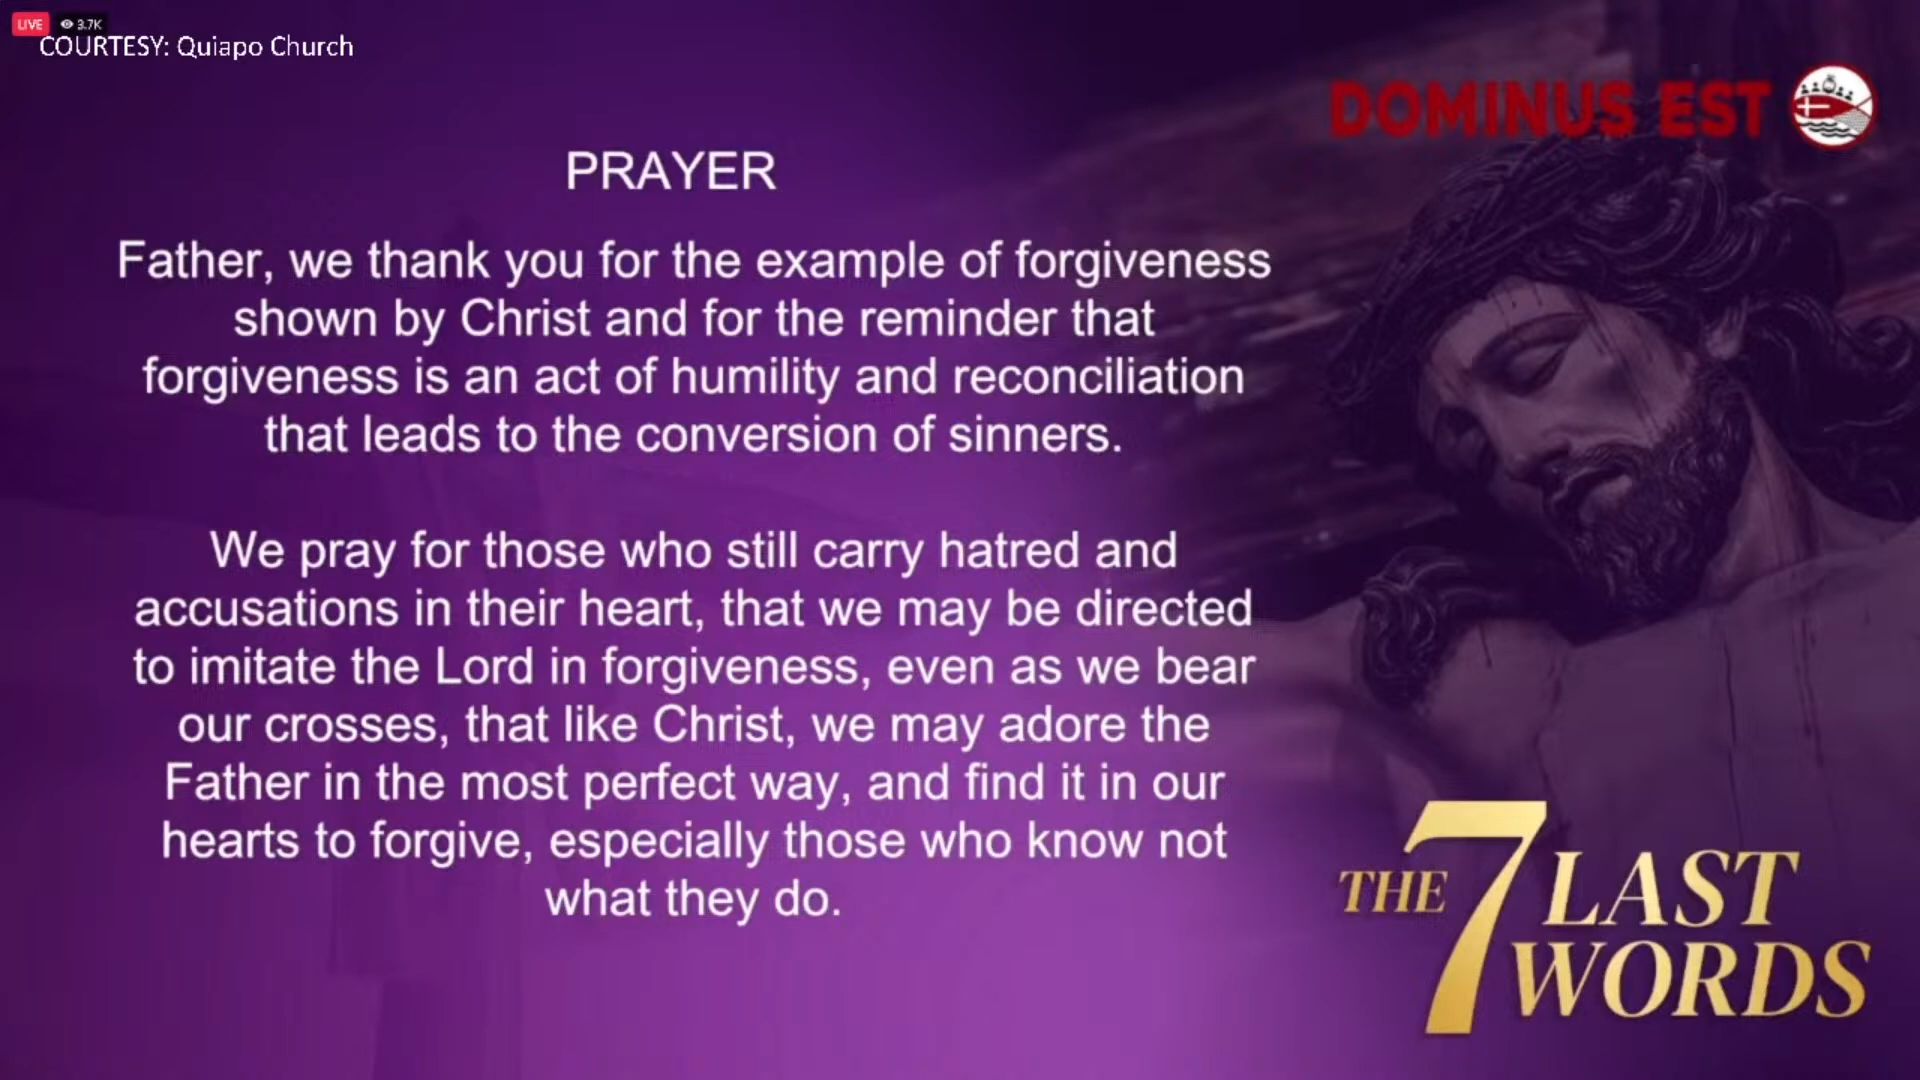 LIVE 3.7K
COURTESY: Quiapo Church
DOMINUS EST
PRAYER
Father, we thank you for the example of forgiveness
shown by Christ and for the reminder that
forgiveness is an act of humility and reconciliation
that leads to the conversion of sinners.
We pray for those who still carry hatred and
accusations in their heart, that we may be directed
to imitate the Lord in forgiveness, even as we bear
our crosses, that like Christ, we may adore the
Father in the most perfect way, and find it in our
hearts to forgive, especially those who know not
what they do.
THE 7 LAST
WORDS